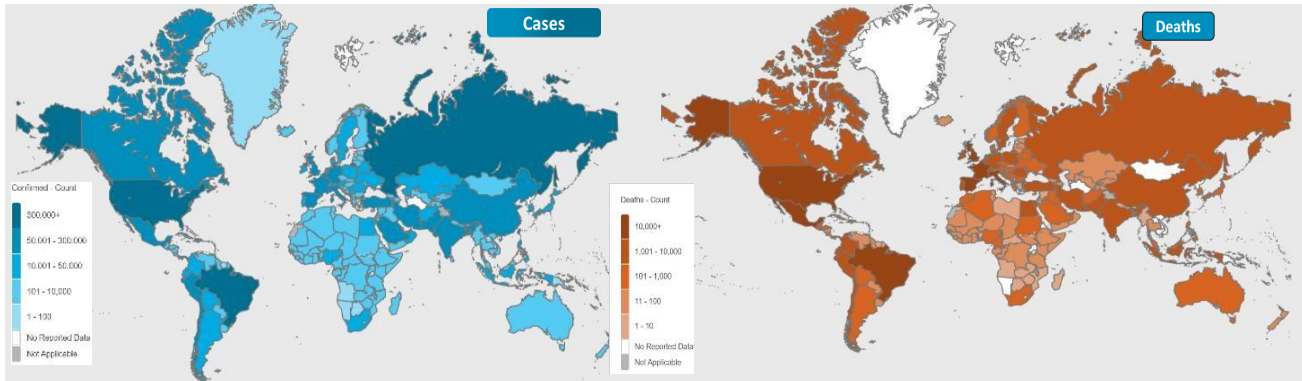 Cases
Deaths
Confirmed - Count
300,000+
50,001 - 300,000
10,001 - 50,000
101 - 10,000
1 - 100
No Reported Data
Not Applicable
Deaths - Count
10,000+
1,001 - 10,000
101 - 1,000
11 - 100
1 - 10
No Reported Data
Not Applicable